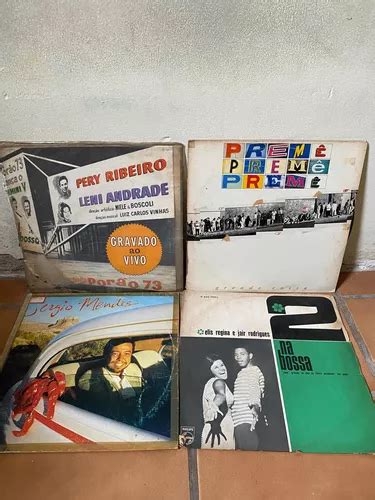 PERY RIBEIRO
LENI ANDRADE
direção artística: MIELE & BOSCOLI
direção musical: LUIZ CARLOS VINHAS
GRAVADO
ao
VIVO
Porão 73
PREMÊ
PREMÊ
PREMÊ
Sergio Mendes
2
elis regina e jair rodrigues
na
bossa
PHILIPS